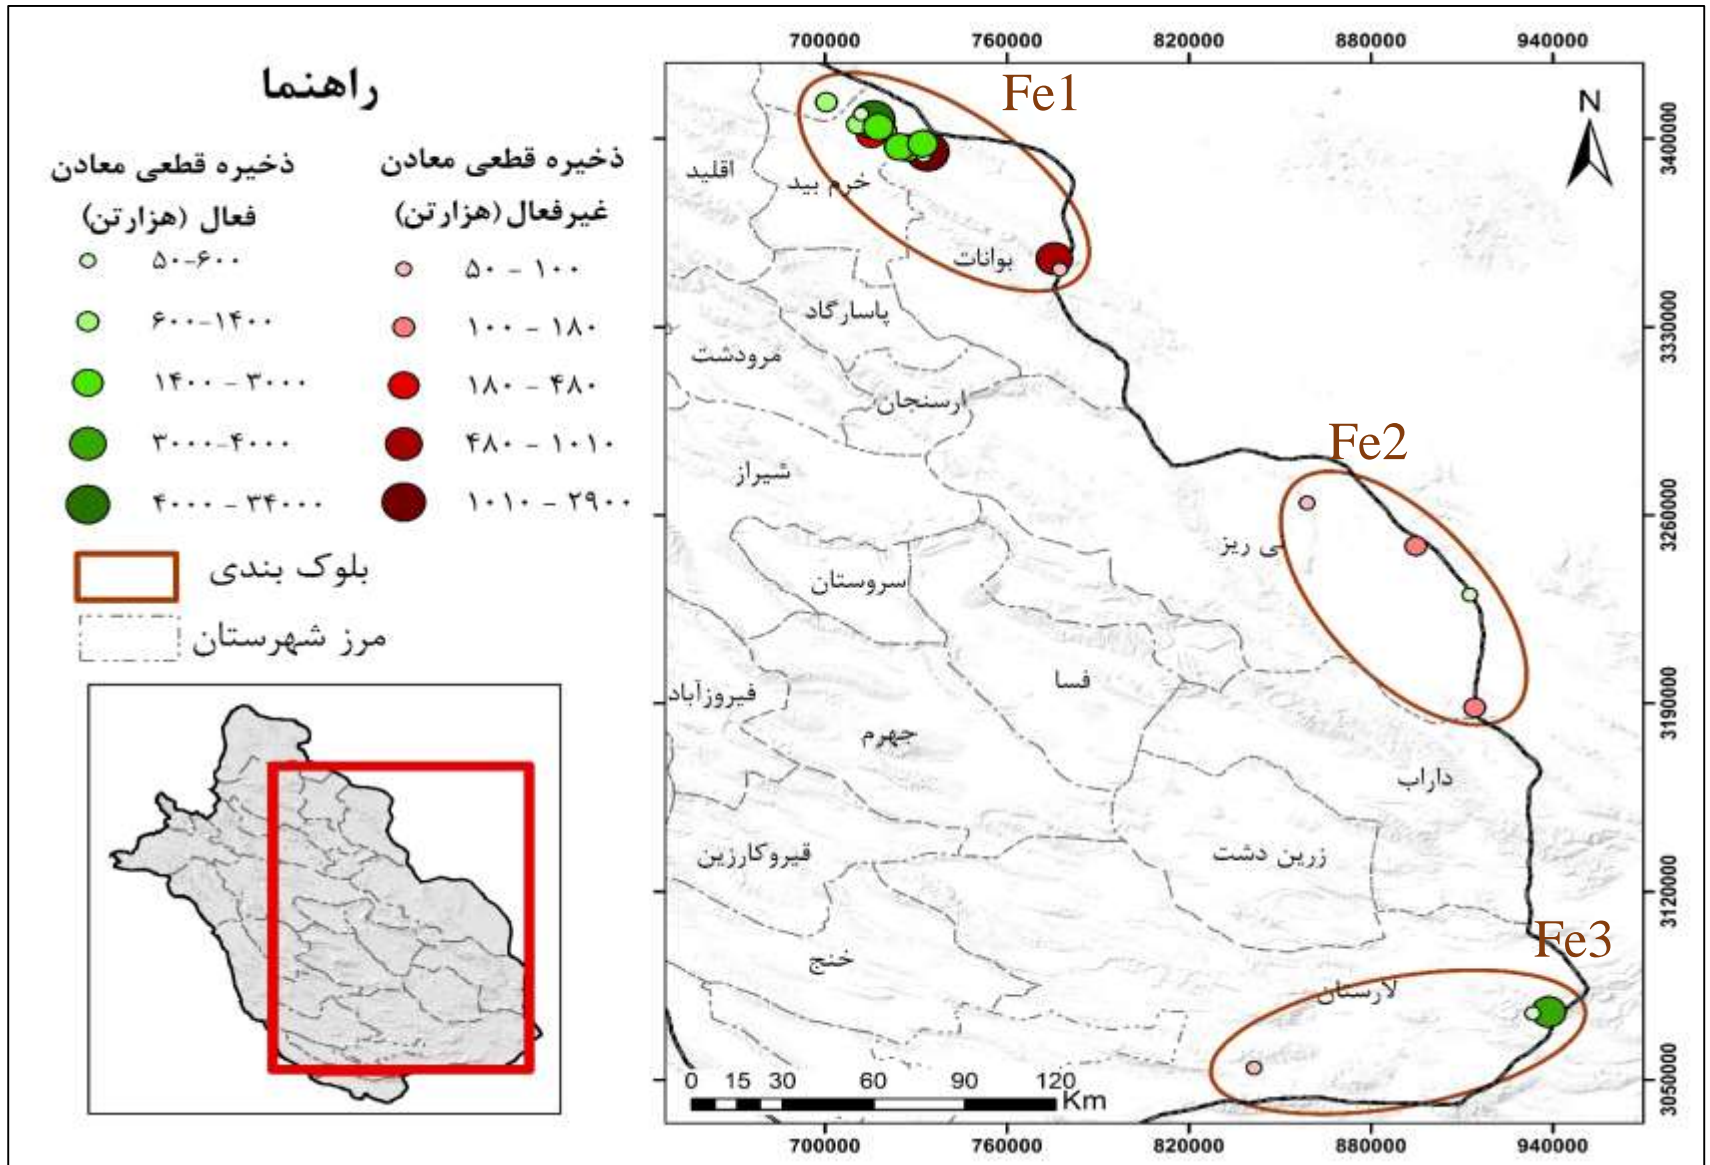 راهنما
ذخیره قطعی معادن
فعال (هزارتن)
۵۰-۶۰۰
۶۰۰-۱۴۰۰
۱۴۰۰ - ۳۰۰۰
۳۰۰۰-۴۰۰۰
۴۰۰۰ - ۳۴۰۰۰
ذخیره قطعی معادن
غیرفعال (هزارتن)
۵۰ - ۱۰۰
۱۰۰ - ۱۸۰
۱۸۰ - ۴۸۰
۴۸۰ - ۱۰۱۰
۱۰۱۰ - ۲۹۰۰
بلوک بندی
مرز شهرستان
700000 760000 820000 880000 940000
Fe1
N
3400000
اقلید
خرم بید
بوانات
پاسارگاد
3330000
مرودشت
ارسنجان
Fe2
شیراز
3260000
نی ریز
سروستان
فسا
فیروزآباد
3190000
جهرم
داراب
قیروکارزین
زرین دشت
3120000
Fe3
خنج
لارستان
3050000
0 15 30 60 90 120
Km
700000 760000 820000 880000 940000